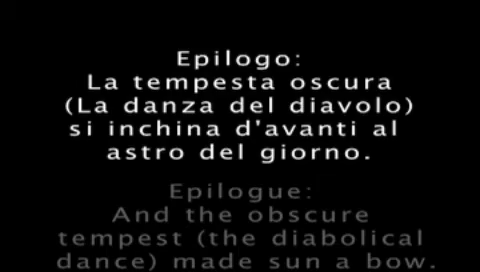 Epilogo:
La tempesta oscura
(La danza del diavolo)
si inchina d'avanti al
astro del giorno.
Epilogue:
And the obscure
tempest (the diabolical
dance) made sun a bow.